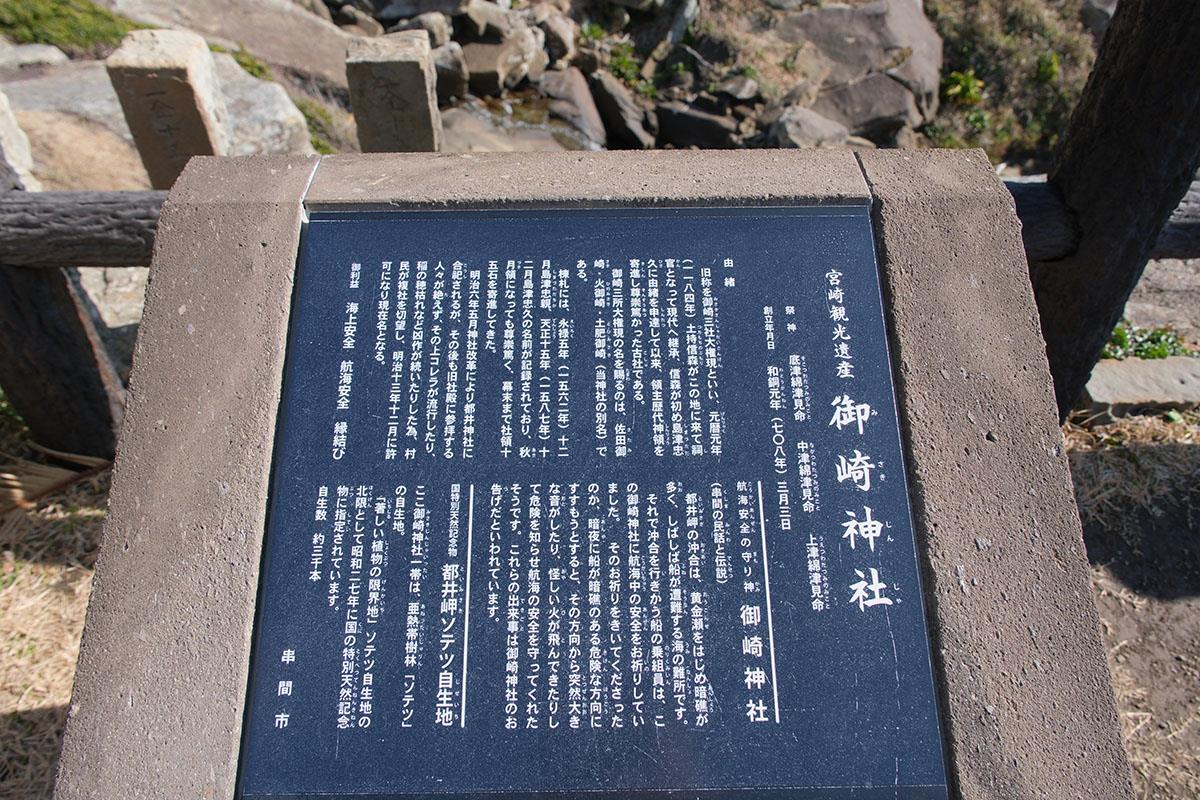 宮崎観光遺産 御崎神社
みさきじんじゃ
祭神 底津綿津見命 中津綿津見命 上津綿津見命
創立年月日 和銅元年(七〇八年)三月三日
由緒
旧称を御崎三社大権現といい、元暦元年
(一一八四年)土持信森がこの地に来て祠
官となって現代へ継承、信森が初め島津忠
久に由緒を申達して以来、領主歴代神領を
寄進し尊崇篤かった古社である。
御崎三所大権現の名を賜るのは、佐田御
崎・火御崎・土肥御崎(当神社の別名)で
ある。
棟札には、永禄五年(一五六二年)十二
月島津忠親、天正十五年(一五八七年)十
二月島津忠久の名前が記録されており、秋
月領になっても尊崇篤く、幕末まで社領十
五石を寄進してきた。
明治六年五月神社改革により都井神社に
合祀されるが、その後も旧社殿に参拝する
人々が絶えず、その上コレラが流行したり、
稲の穂枯れなど凶作が続いたりした為、村
民が複社を切望し、明治十三年十二月に許
可になり現在名となる。
御利益 海上安全 航海安全 縁結び
航海安全の守り神 御崎神社
(串間の民話と伝説)
都井岬の沖合は、黄金瀬をはじめ暗礁が
多く、しばしば船が遭難する海の難所です。
それで沖合を行きかう船の乗組員は、こ
の御崎神社に航海中の安全をお祈りしてい
ました。そのお祈りをきいてくださった
のか、暗夜に船が暗礁のある危険な方向に
すすもうとすると、その方向から突然大き
な音がしたり、怪しい火が飛んできたりし
て危険を知らせ航海の安全を守ってくれた
そうです。これらの出来事は御崎神社のお
告げだといわれています。
国特別天然記念物 都井岬ソテツ自生地
ここ御崎神社一帯は、亜熱帯樹林「ソテツ」
の自生地。
「著しい植物の限界地」ソテツ自生地の
北限として昭和二七年に国の特別天然記念
物に指定されています。
自生数 約三千本
串間市